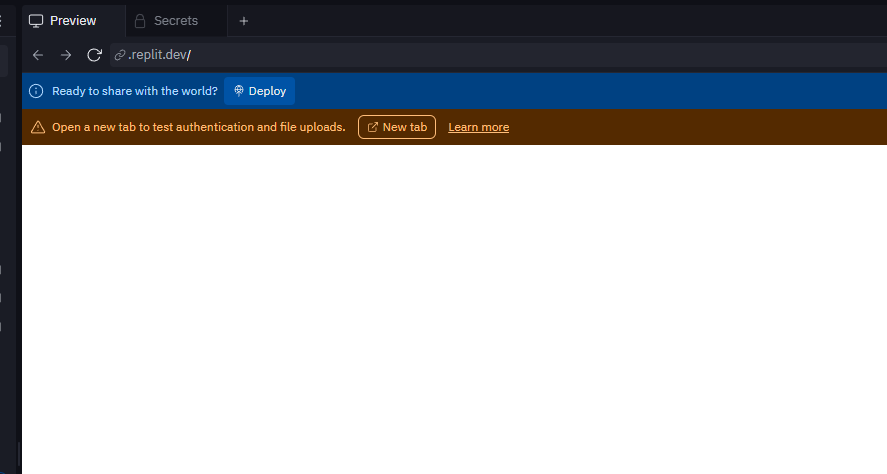 Preview Secrets +
.replit.dev/
Ready to share with the world? Deploy
Open a new tab to test authentication and file uploads. New tab Learn more